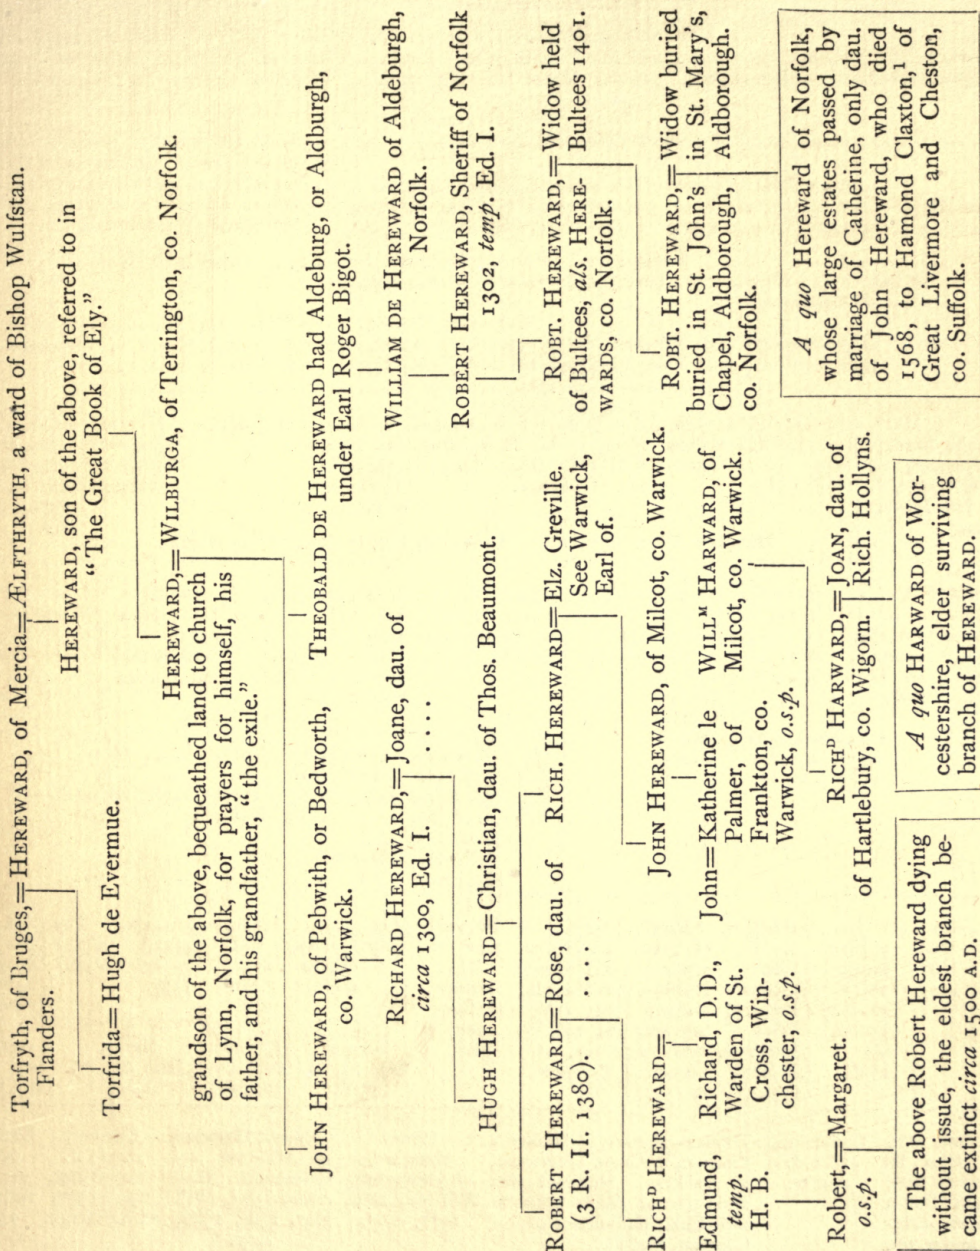 Torfryth, of Bruges,=HEREWARD, of Mercia=ÆLFTHRYTH, a ward of Bishop Wulfstan.
Flanders.
HEREWARD, son of the above, referred to in
“The Great Book of Ely.”
Torfrida=Hugh de Evermue.
HEREWARD,=WILBURGA, of Terrington, co. Norfolk.
grandson of the above, bequeathed land to church
of Lynn, Norfolk, for prayers for himself, his
father, and his grandfather, “the exile.”
JOHN HEREWARD, of Pebwith, or Bedworth,
co. Warwick.
THEOBALD DE HEREWARD had Aldeburg, or Aldburgh,
under Earl Roger Bigot.
RICHARD HEREWARD,=Joane, dau. of
circa 1300, Ed. I. ....
WILLIAM DE HEREWARD of Aldeburgh,
Norfolk.
HUGH HEREWARD=Christian, dau. of Thos. Beaumont.
ROBERT HEREWARD, Sheriff of Norfolk
1302, temp. Ed. I.
ROBERT HEREWARD=Rose, dau. of
(3 R. II. 1380). ....
RICH. HEREWARD=Elz. Greville.
See Warwick,
Earl of.
ROBT. HEREWARD,=Widow held
of Bultees, als. HERE- Bultees 1401.
WARDS, co. Norfolk.
RICHD HEREWARD=
JOHN HEREWARD, of Milcot, co. Warwick.
ROBT. HEREWARD,=Widow buried
buried in St. John's in St. Mary's,
Chapel, Aldborough, Aldborough.
co. Norfolk.
Edmund,
temp.
H. B.
Richard, D.D.,
Warden of St.
Cross, Win-
chester, o.s.p.
John=Katherine le
Palmer, of
Frankton, co.
Warwick, o.s.p.
WILLM HARWARD, of
Milcot, co. Warwick.
Robert,=Margaret.
o.s.p.
RICHD HARWARD,=JOAN, dau. of
of Hartlebury, co. Wigorn. Rich. Hollyns.
A quo Hereward of Norfolk,
whose large estates passed by
marriage of Catherine, only dau.
of John Hereward, who died
1568, to Hamond Claxton,1 of
Great Livermore and Cheston,
co. Suffolk.
The above Robert Hereward dying
without issue, the eldest branch be-
came extinct circa 1500 A.D.
A quo HARWARD of Wor-
cestershire, elder surviving
branch of HEREWARD.